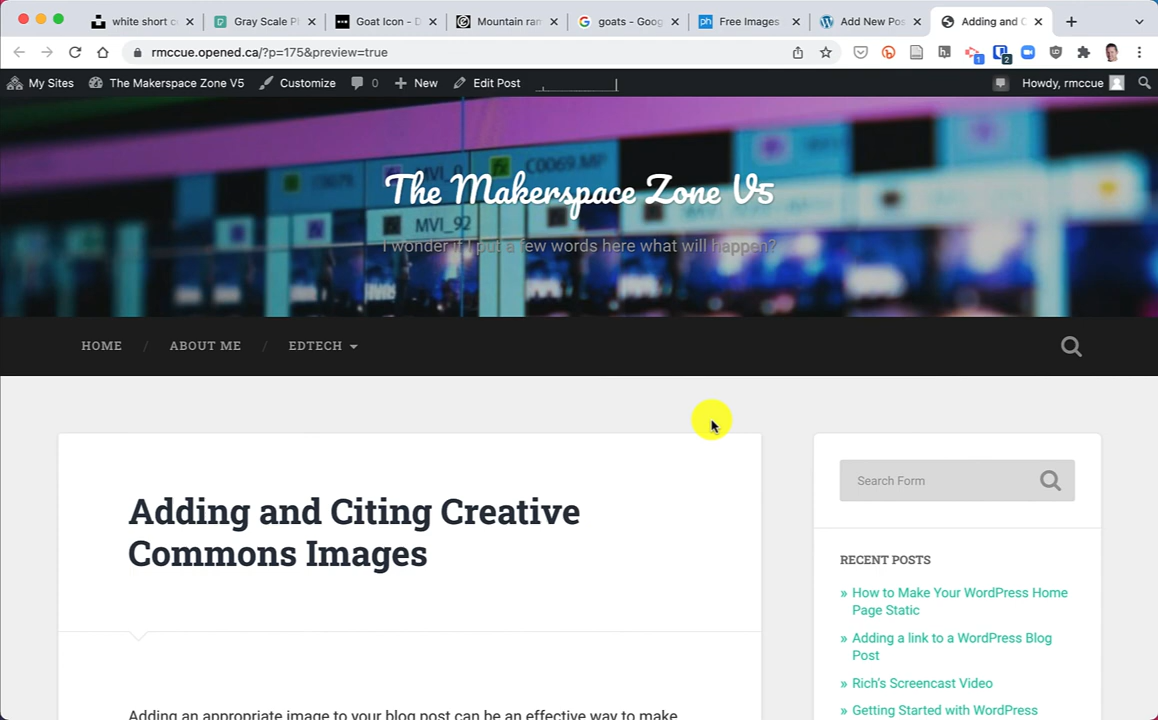 white short c
Gray Scale Pl
Goat Icon - D
Mountain ran
goats - Goog
Free Images
Add New Pos
Adding and C
rmccue.opened.ca/?p=175&preview=true
My Sites The Makerspace Zone V5 Customize 0 New Edit Post Howdy, rmccue
C0069.MP
MVI_92
The Makerspace Zone V5
I wonder if I put a few words here what will happen?
HOME / ABOUT ME / EDTECH
Adding and Citing Creative
Commons Images
Adding an appropriate image to your blog post can be an effective way to make
Search Form
RECENT POSTS
» How to Make Your WordPress Home
Page Static
» Adding a link to a WordPress Blog
Post
» Rich's Screencast Video
» Getting Started with WordPress